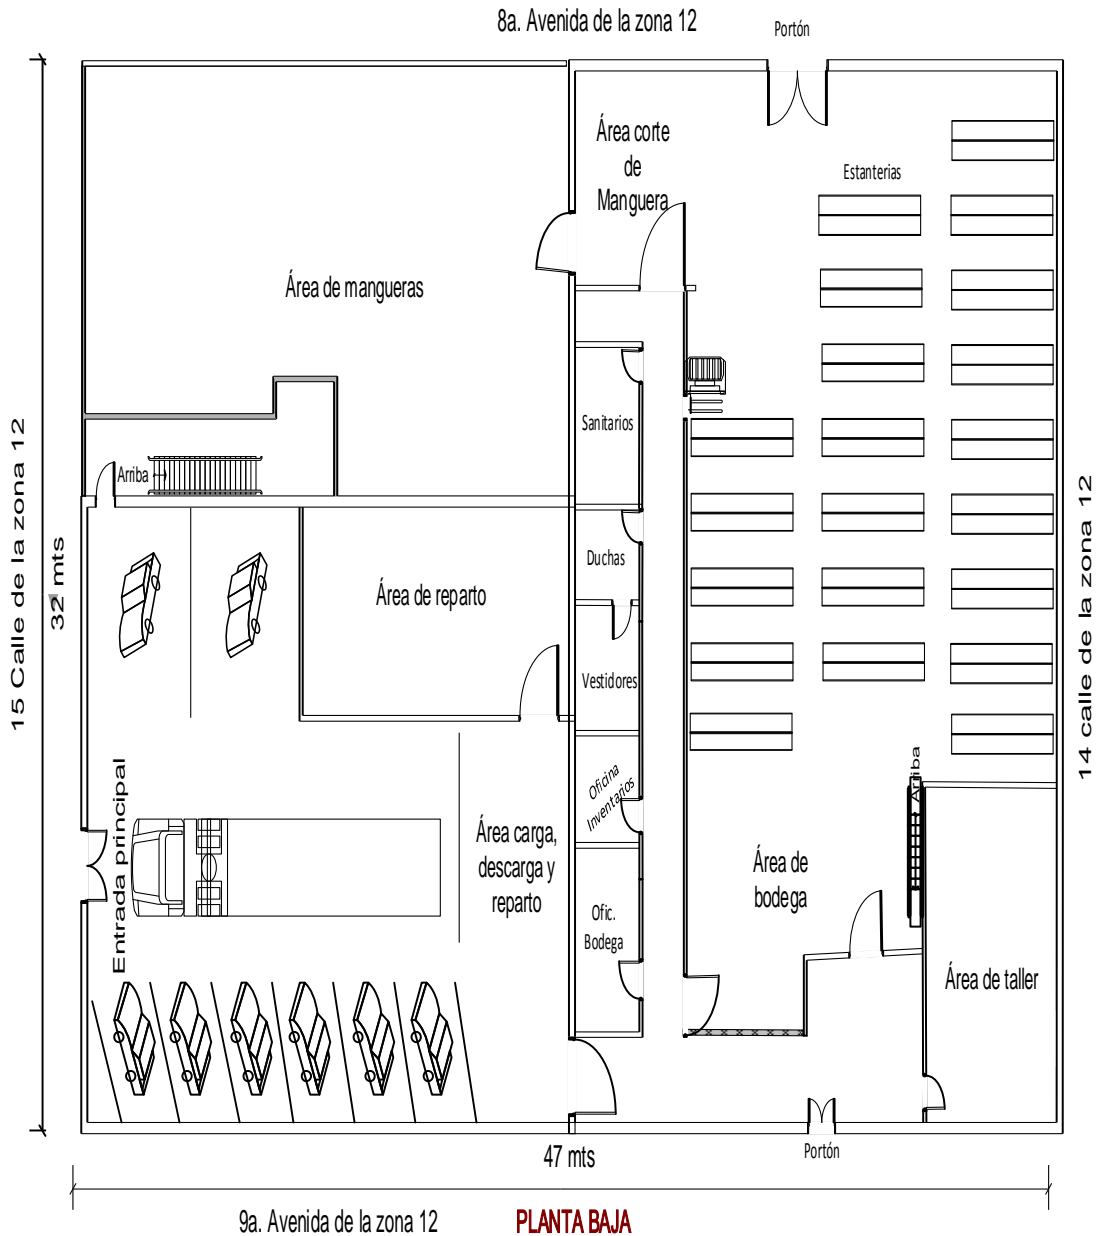 8a. Avenida de la zona 12
Portón
Área corte
de
Manguera
Estanterias
Área de mangueras
Sanitarios
Arriba
15 Calle de la zona 12
32 mts
14 calle de la zona 12
Duchas
Área de reparto
Vestidores
Oficina
Inventarios
Arriba
Entrada principal
Área carga,
descarga y
reparto
Área de
bodega
Ofic.
Bodega
Área de taller
47 mts
Portón
9a. Avenida de la zona 12
PLANTA BAJA